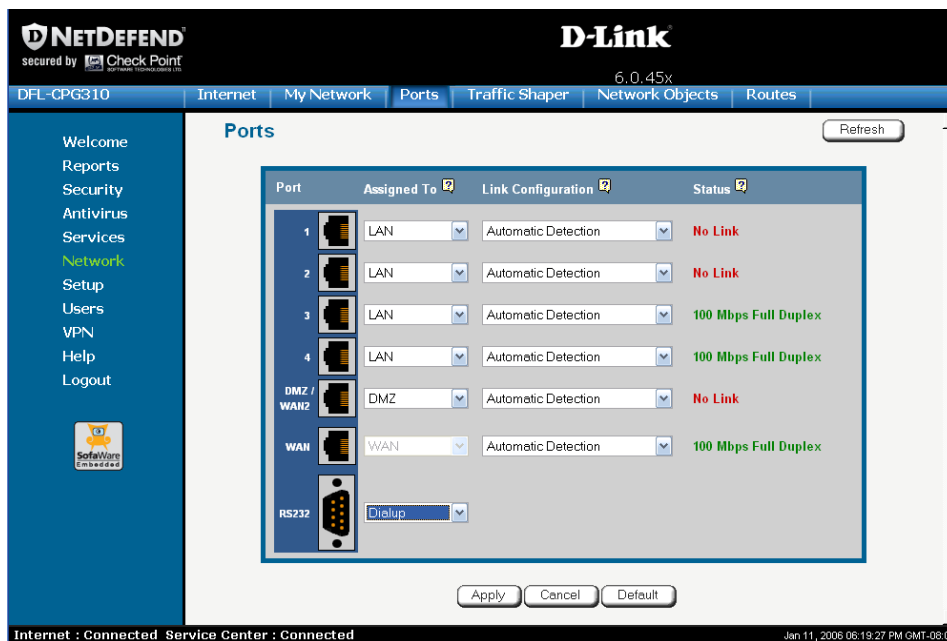 NETDEFEND
secured by Check Point
SOFTWARE TECHNOLOGIES LTD.
D-Link
6.0.45x
DFL-CPG310 Internet My Network Ports Traffic Shaper Network Objects Routes
Welcome
Reports
Security
Antivirus
Services
Network
Setup
Users
VPN
Help
Logout
SofaWare
Embedded
Ports Refresh
Port Assigned To ? Link Configuration ? Status ?
1 LAN Automatic Detection No Link
2 LAN Automatic Detection No Link
3 LAN Automatic Detection 100 Mbps Full Duplex
4 LAN Automatic Detection 100 Mbps Full Duplex
DMZ / WAN2 DMZ Automatic Detection No Link
WAN WAN Automatic Detection 100 Mbps Full Duplex
RS232 Dialup
Apply Cancel Default
Internet : Connected Service Center : Connected Jan 11, 2006 06:19:27 PM